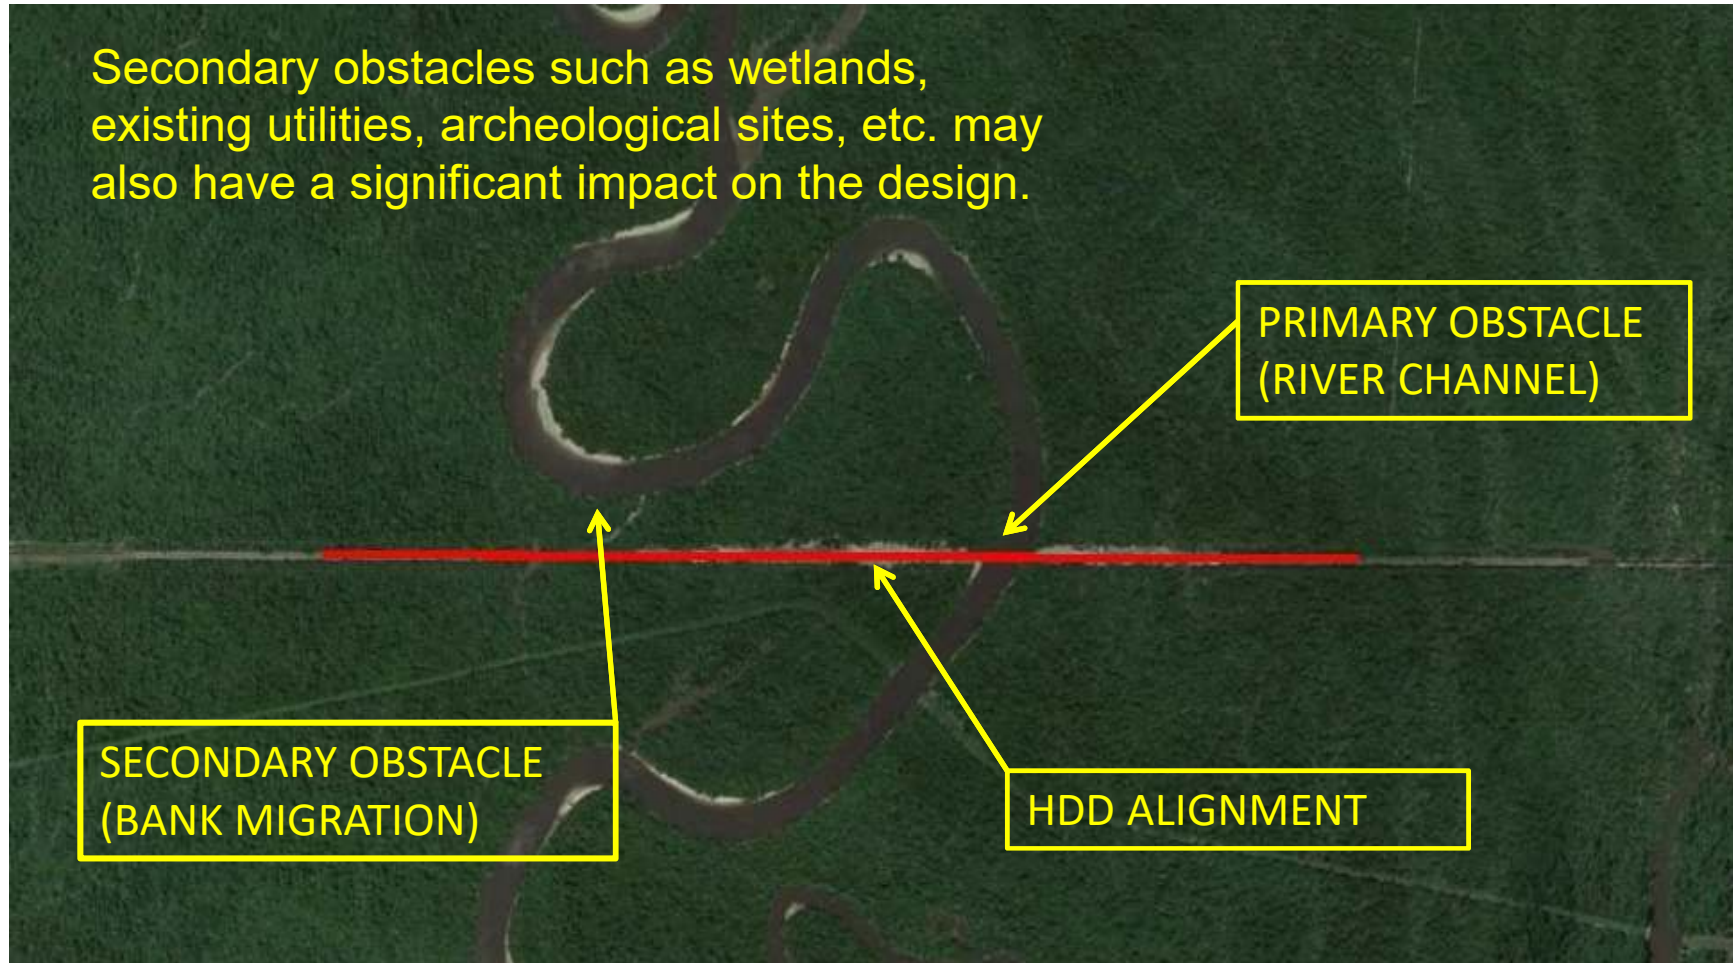 Secondary obstacles such as wetlands,
existing utilities, archeological sites, etc. may
also have a significant impact on the design.
PRIMARY OBSTACLE
(RIVER CHANNEL)
SECONDARY OBSTACLE
(BANK MIGRATION)
HDD ALIGNMENT